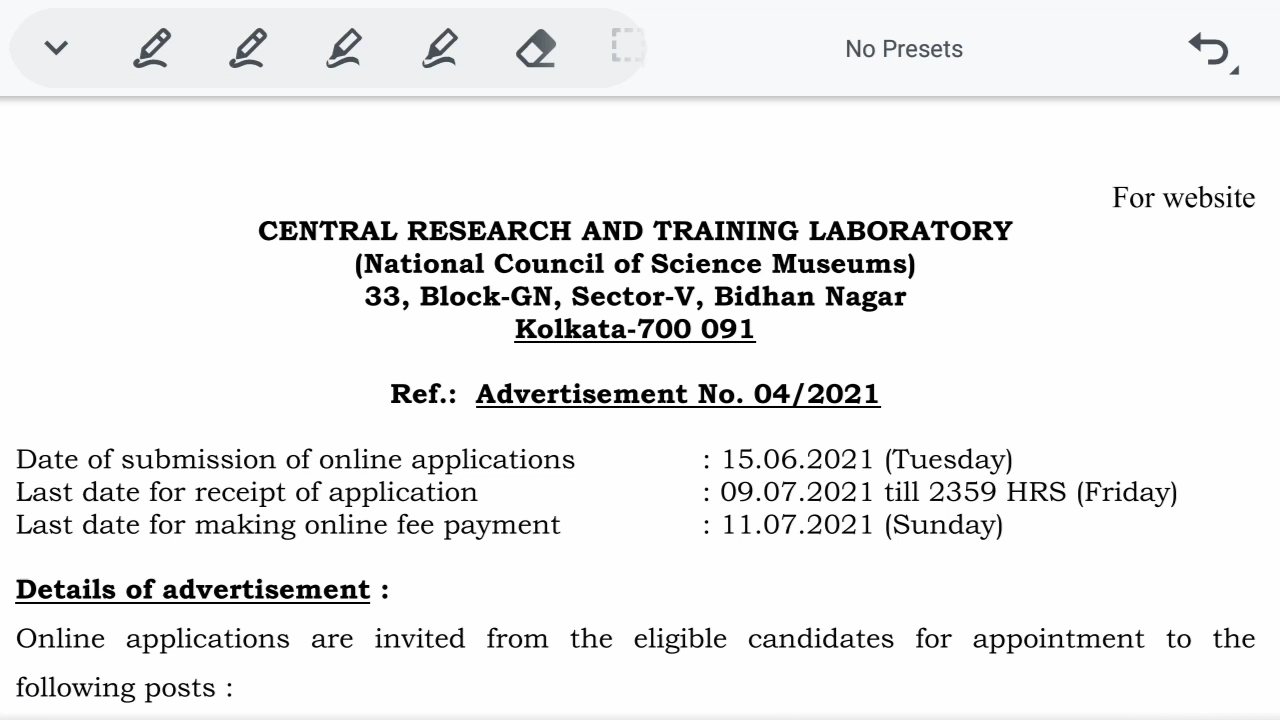 No Presets
For website
CENTRAL RESEARCH AND TRAINING LABORATORY
(National Council of Science Museums)
33, Block-GN, Sector-V, Bidhan Nagar
Kolkata-700 091
Ref.: Advertisement No. 04/2021
Date of submission of online applications : 15.06.2021 (Tuesday)
Last date for receipt of application : 09.07.2021 till 2359 HRS (Friday)
Last date for making online fee payment : 11.07.2021 (Sunday)
Details of advertisement :
Online applications are invited from the eligible candidates for appointment to the
following posts :